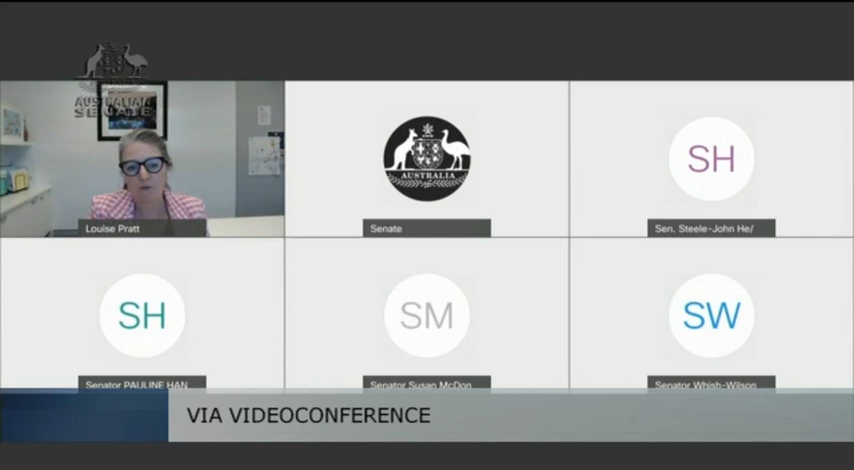 AUSTRALIAN
SENATE
Louise Pratt
AUSTRALIA
Senate
SH
Sen. Steele-John He/
SH
Senator PAULINE HAN
SM
Senator Susan McDon
SW
Senator Whish-Wilson
VIA VIDEOCONFERENCE